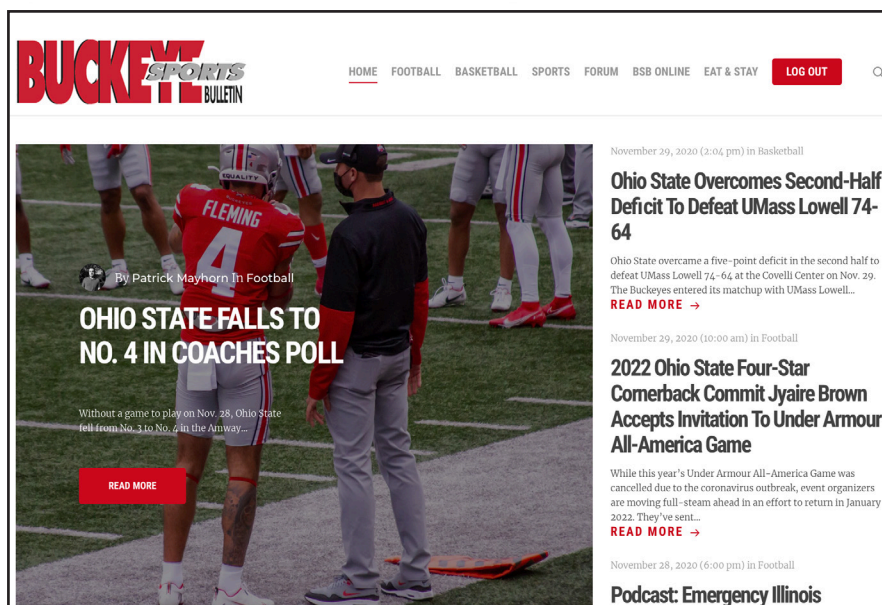 BUCKEYE
SPORTS
BULLETIN
HOME FOOTBALL BASKETBALL SPORTS FORUM BSB ONLINE EAT & STAY LOG OUT
EQUALITY
FLEMING
4
By Patrick Mayhorn In Football
OHIO STATE FALLS TO
NO. 4 IN COACHES POLL
Without a game to play on Nov. 28, Ohio State
fell from No. 3 to No. 4 in the Amway...
READ MORE
November 29, 2020 (2:04 pm) in Basketball
Ohio State Overcomes Second-Half
Deficit To Defeat UMass Lowell 74-
64
Ohio State overcame a five-point deficit in the second half to
defeat UMass Lowell 74-64 at the Covelli Center on Nov. 29.
The Buckeyes entered its matchup with UMass Lowell...
READ MORE →
November 29, 2020 (10:00 am) in Football
2022 Ohio State Four-Star
Cornerback Commit Jyaire Brown
Accepts Invitation To Under Armour
All-America Game
While this year's Under Armour All-America Game was
cancelled due to the coronavirus outbreak, event organizers
are moving full-steam ahead in an effort to return in January
2022. They've sent...
READ MORE →
November 28, 2020 (6:00 pm) in Football
Podcast: Emergency Illinois